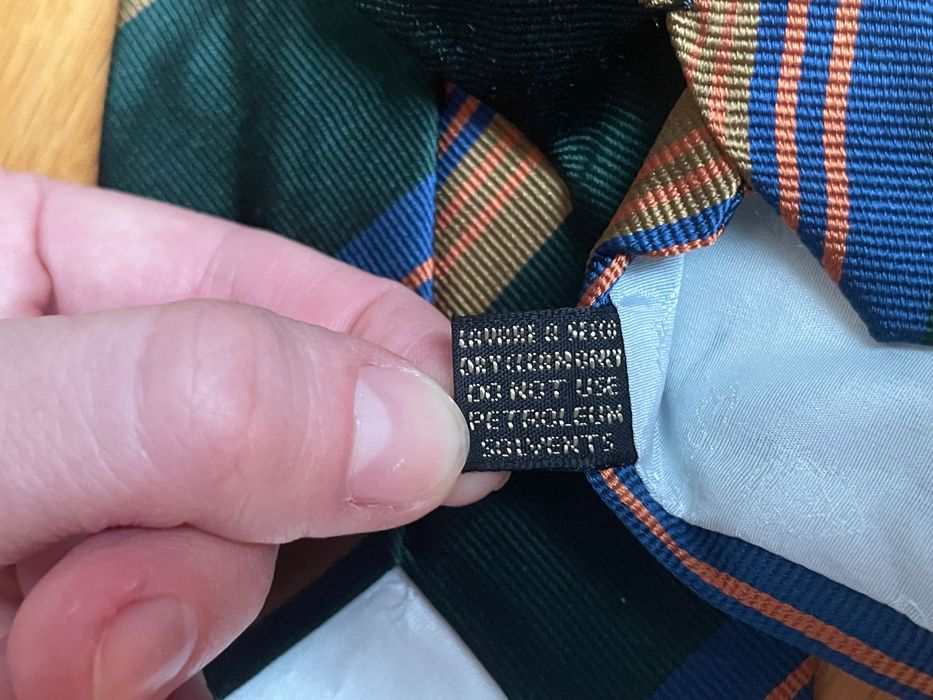 DRYCLEAN ONLY
DO NOT USE
PETROLEUM
SOLVENTS